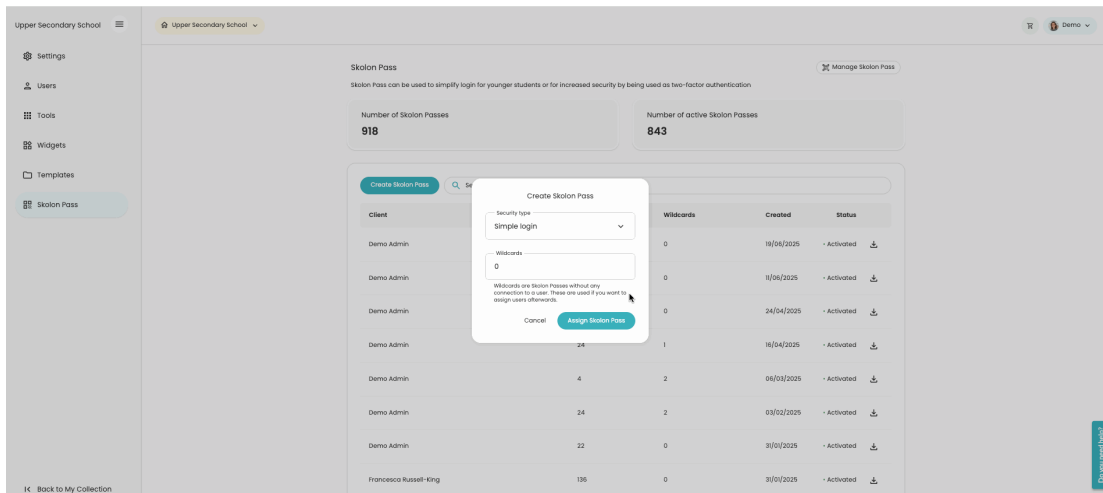 Upper Secondary School
Upper Secondary School
Demo
Settings
Users
Tools
Widgets
Templates
Skolon Pass
Back to My Collection
Skolon Pass
Manage Skolon Pass
Skolon Pass can be used to simplify login for younger students or for increased security by being used as two-factor authentication
Number of Skolon Passes
918
Number of active Skolon Passes
843
Create Skolon Pass
Client Wildcards Created Status
Demo Admin 0 19/06/2025 • Activated
Demo Admin 0 11/06/2025 • Activated
Demo Admin 0 24/04/2025 • Activated
Demo Admin 24 1 16/04/2025 • Activated
Demo Admin 4 2 06/03/2025 • Activated
Demo Admin 24 2 03/02/2025 • Activated
Demo Admin 22 0 31/01/2025 • Activated
Francesca Russell-King 136 0 31/01/2025 • Activated
Create Skolon Pass
Security type
Simple login
Wildcards
0
Wildcards are Skolon Passes without any
connection to a user. These are used if you want to
assign users afterwards.
Cancel
Assign Skolon Pass
Do you need help?